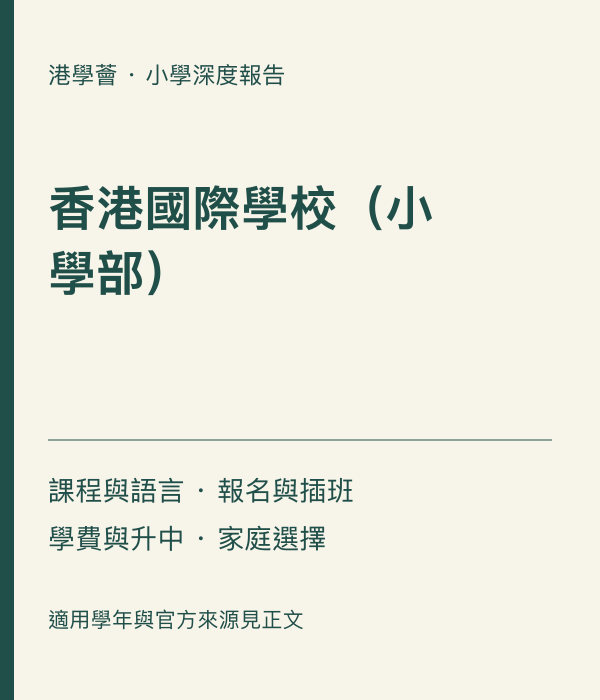 港學薈 · 小學深度報告
香港國際學校（小
學部）
課程與語言 · 報名與插班
學費與升中 · 家庭選擇
適用學年與官方來源見正文